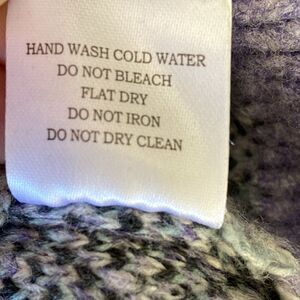 HAND WASH COLD WATER
DO NOT BLEACH
FLAT DRY
DO NOT IRON
DO NOT DRY CLEAN